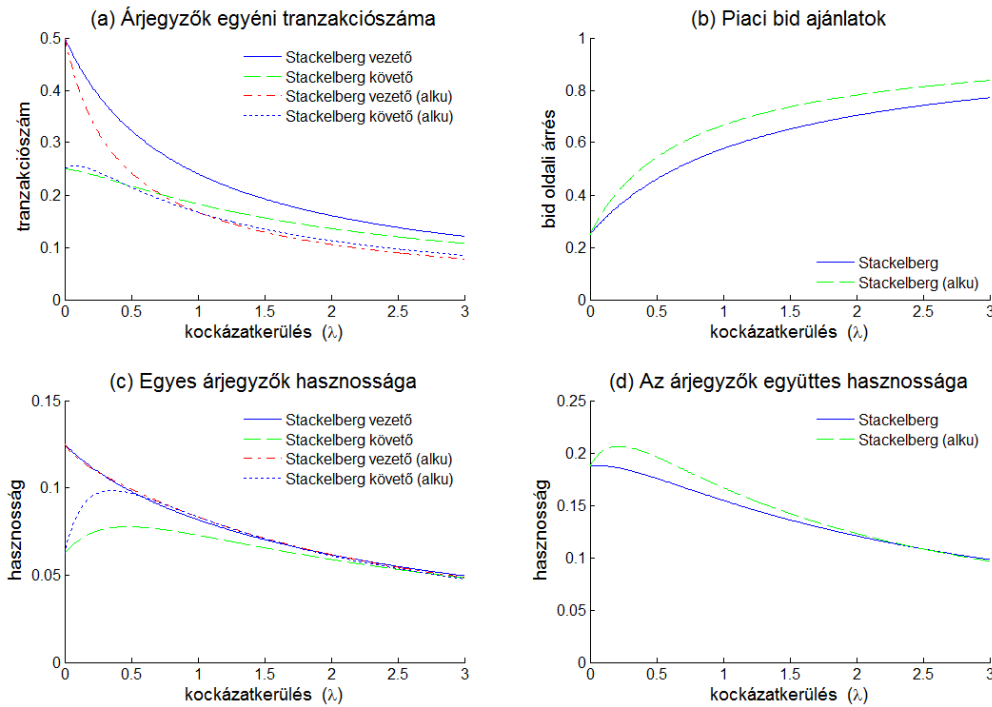 (a) Árjegyzők egyéni tranzakciószáma
tranzakciószám
0.5
0.4
0.3
0.2
0.1
0
Stackelberg vezető
Stackelberg követő
Stackelberg vezető (alku)
Stackelberg követő (alku)
0 0.5 1 1.5 2 2.5 3
kockázatkerülés (λ)
(b) Piaci bid ajánlatok
bid oldali árrés
1
0.8
0.6
0.4
0.2
0
Stackelberg
Stackelberg (alku)
0 0.5 1 1.5 2 2.5 3
kockázatkerülés (λ)
(c) Egyes árjegyzők hasznossága
hasznosság
0.15
0.1
0.05
0
Stackelberg vezető
Stackelberg követő
Stackelberg vezető (alku)
Stackelberg követő (alku)
0 0.5 1 1.5 2 2.5 3
kockázatkerülés (λ)
(d) Az árjegyzők együttes hasznossága
hasznosság
0.25
0.2
0.15
0.1
0.05
0
Stackelberg
Stackelberg (alku)
0 0.5 1 1.5 2 2.5 3
kockázatkerülés (λ)